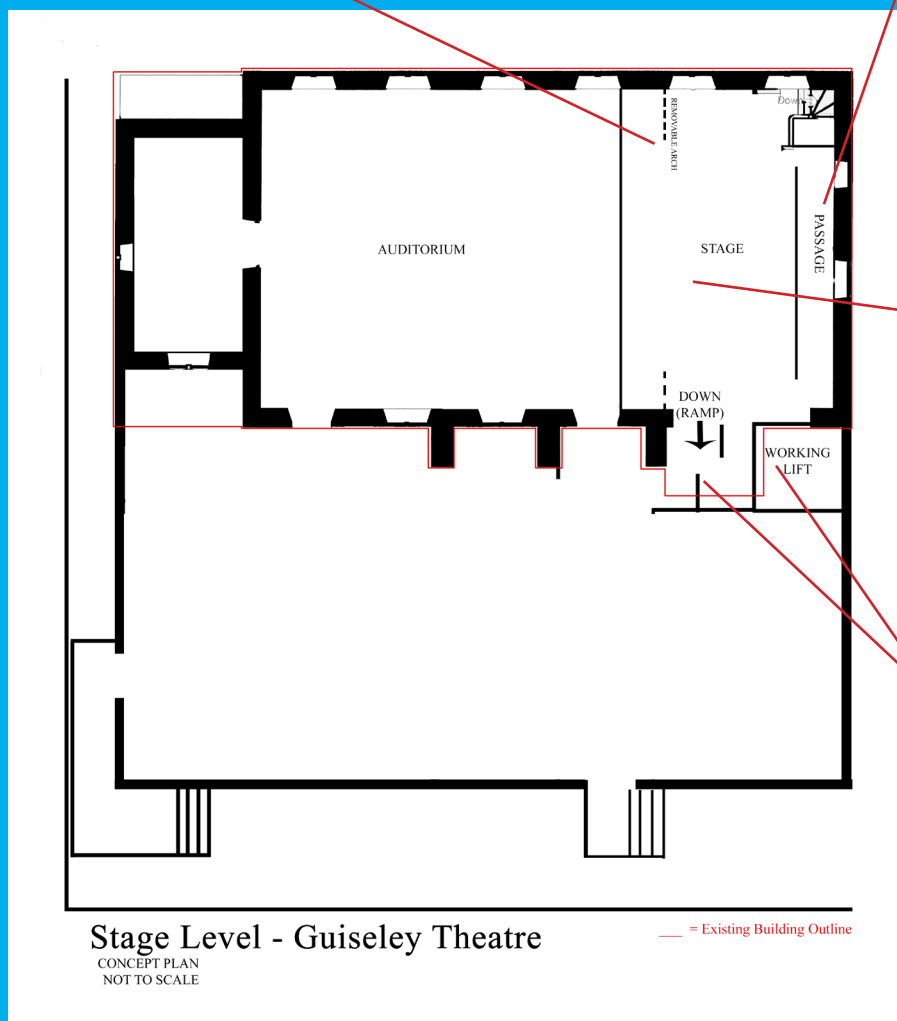 Down
REMOVABLE ARCH
PASSAGE
AUDITORIUM
STAGE
DOWN
(RAMP)
WORKING
LIFT
Stage Level - Guiseley Theatre
CONCEPT PLAN
NOT TO SCALE
___ = Existing Building Outline